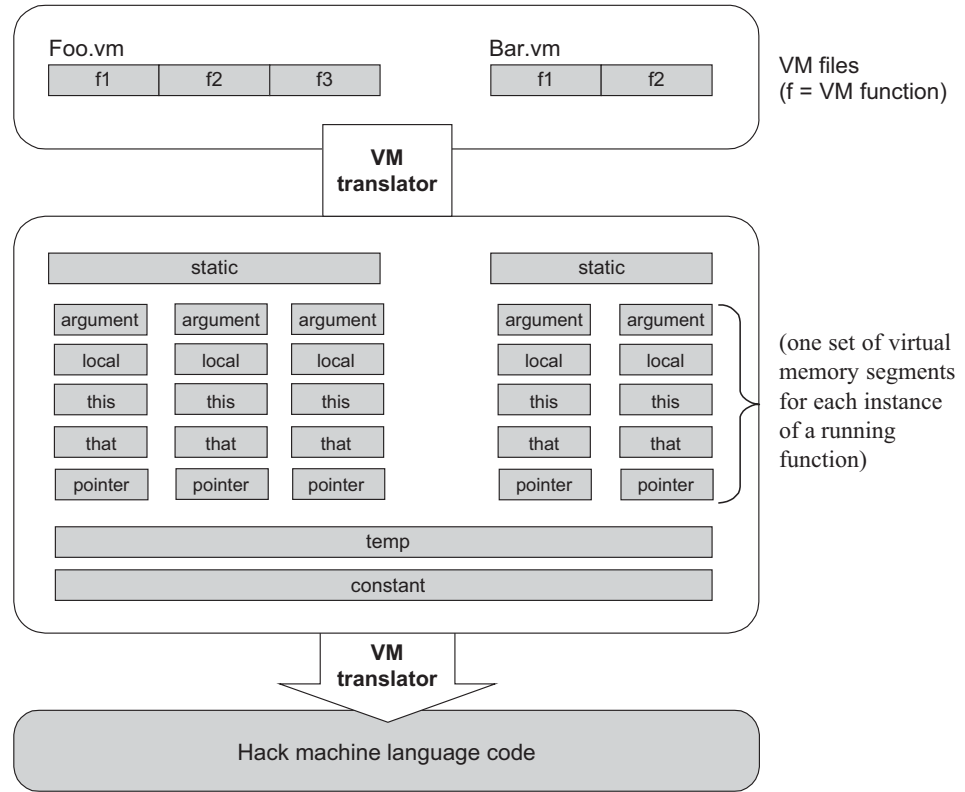 Foo.vm
Bar.vm
f1 f2 f3
f1 f2
VM files
(f = VM function)
VM
translator
static
static
argument argument argument argument argument
local local local local local
this this this this this
that that that that that
pointer pointer pointer pointer pointer
(one set of virtual
memory segments
for each instance
of a running
function)
temp
constant
VM
translator
Hack machine language code